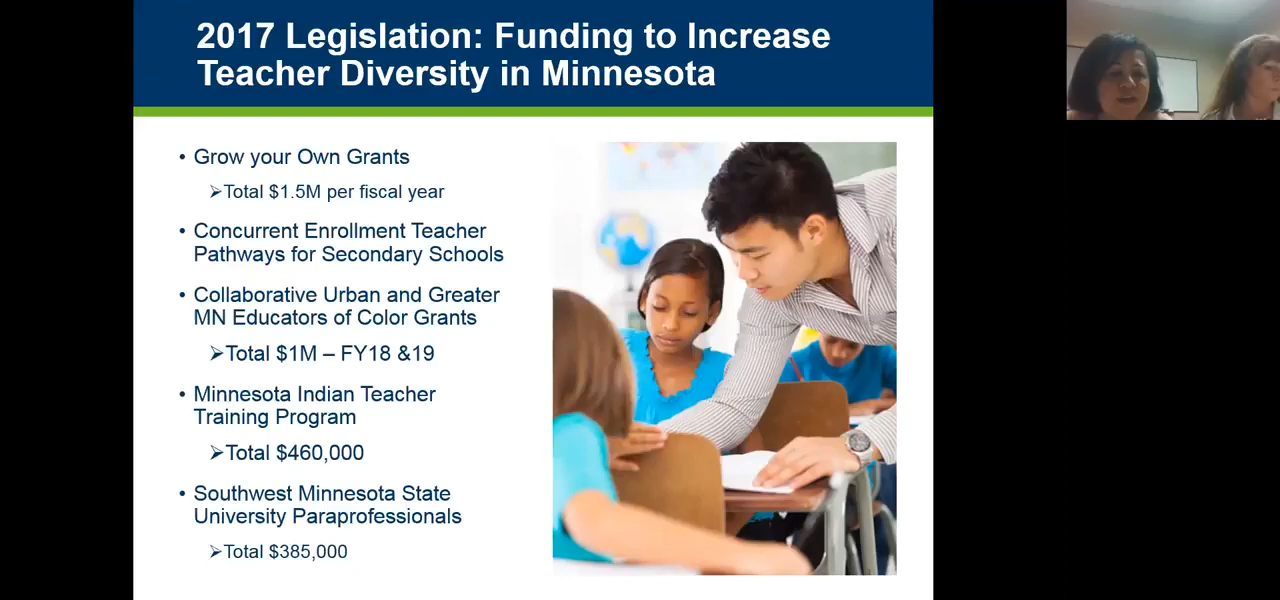 2017 Legislation: Funding to Increase
Teacher Diversity in Minnesota
• Grow your Own Grants
➢Total $1.5M per fiscal year
• Concurrent Enrollment Teacher
Pathways for Secondary Schools
• Collaborative Urban and Greater
MN Educators of Color Grants
➢Total $1M – FY18 &19
• Minnesota Indian Teacher
Training Program
➢Total $460,000
• Southwest Minnesota State
University Paraprofessionals
➢Total $385,000